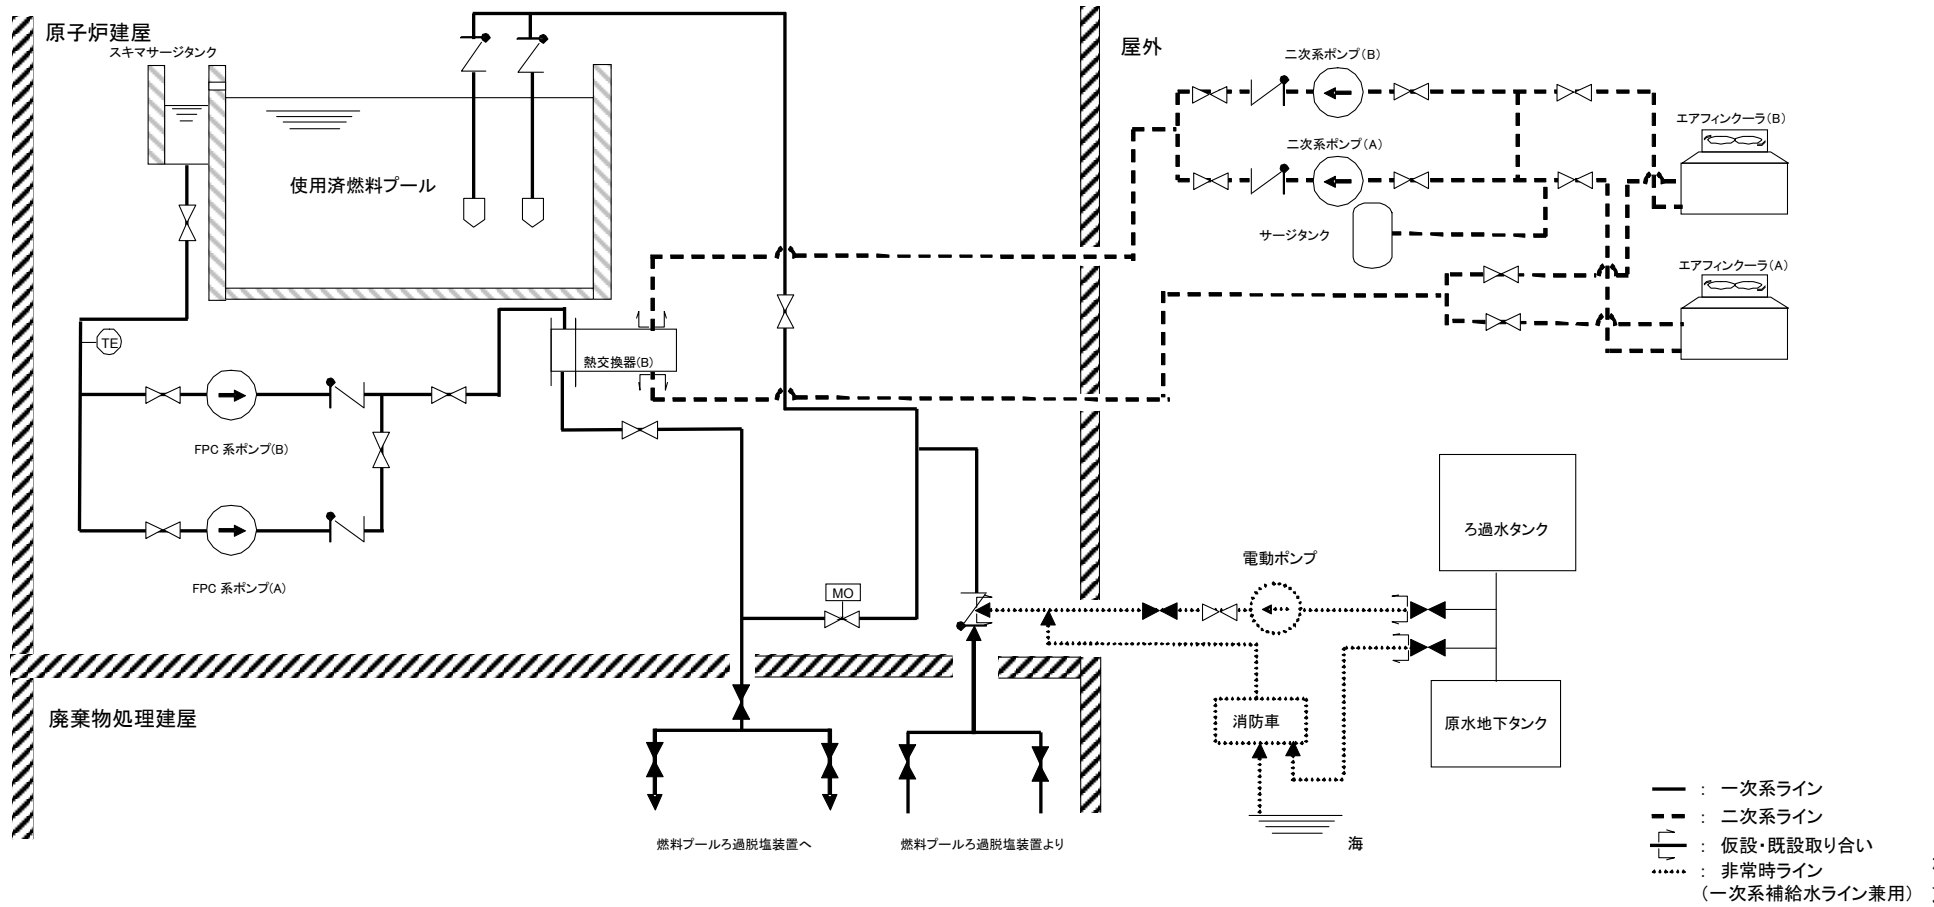 原子炉建屋
スキマサージタンク
使用済燃料プール
TE
FPC 系ポンプ(B)
FPC 系ポンプ(A)
熱交換器(B)
MO
屋外
二次系ポンプ(B)
二次系ポンプ(A)
サージタンク
エアフィンクーラ(B)
エアフィンクーラ(A)
ろ過水タンク
電動ポンプ
消防車
原水地下タンク
海
廃棄物処理建屋
燃料プールろ過脱塩装置へ
燃料プールろ過脱塩装置より
: 一次系ライン
: 二次系ライン
: 仮設・既設取り合い
: 非常時ライン
(一次系補給水ライン兼用)